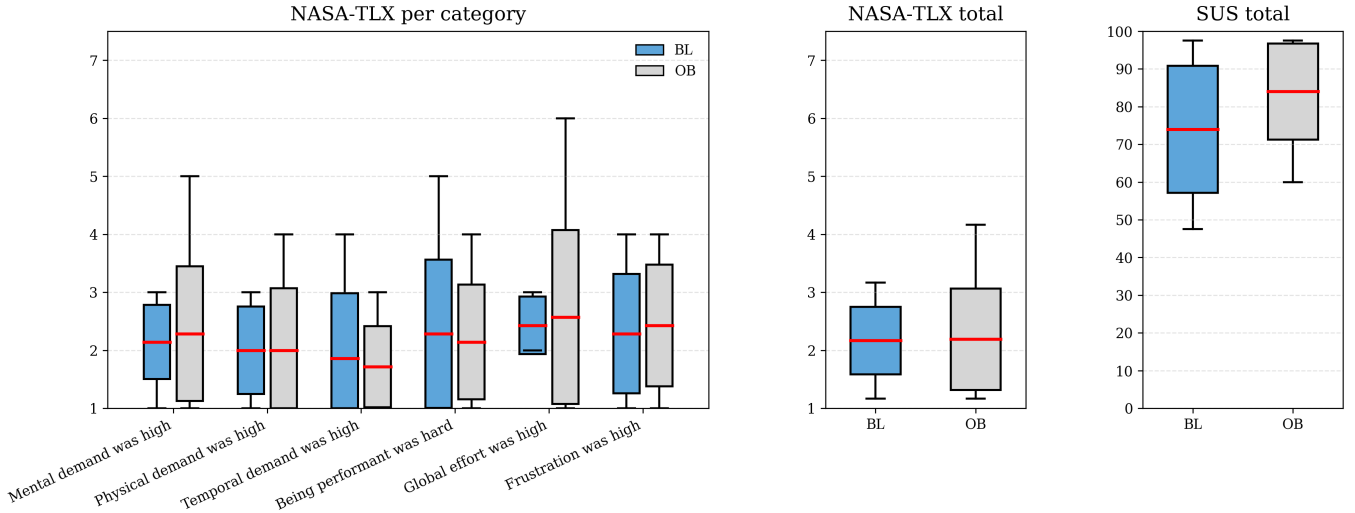 NASA-TLX per category
7
6
5
4
3
2
1
BL
OB
Mental demand was high
Physical demand was high
Temporal demand was high
Being performant was hard
Global effort was high
Frustration was high
NASA-TLX total
7
6
5
4
3
2
1
BL
OB
SUS total
100
90
80
70
60
50
40
30
20
10
0
BL
OB